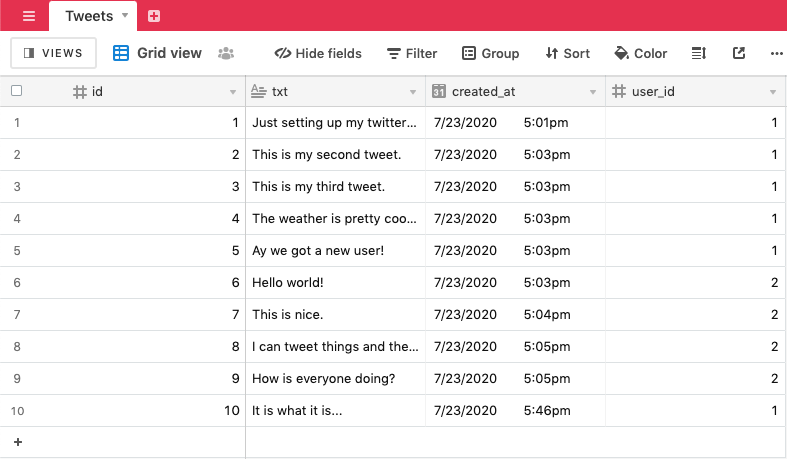 Tweets
VIEWS Grid view Hide fields Filter Group Sort Color
id txt created_at user_id
1 1 Just setting up my twitter... 7/23/2020 5:01pm 1
2 2 This is my second tweet. 7/23/2020 5:03pm 1
3 3 This is my third tweet. 7/23/2020 5:03pm 1
4 4 The weather is pretty coo... 7/23/2020 5:03pm 1
5 5 Ay we got a new user! 7/23/2020 5:03pm 1
6 6 Hello world! 7/23/2020 5:03pm 2
7 7 This is nice. 7/23/2020 5:04pm 2
8 8 I can tweet things and the... 7/23/2020 5:05pm 2
9 9 How is everyone doing? 7/23/2020 5:05pm 2
10 10 It is what it is... 7/23/2020 5:46pm 1